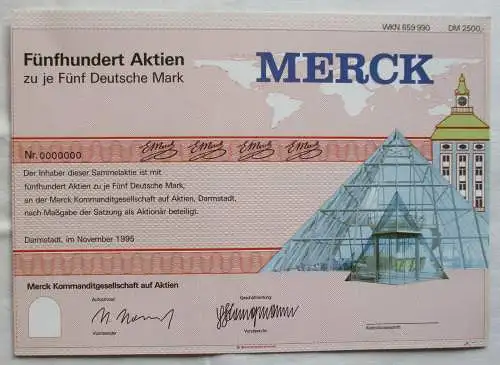 WKN 659 990 DM 2500,-
Fünfhundert Aktien
zu je Fünf Deutsche Mark
MERCK
Nr. 0000000
Der Inhaber dieser Sammelaktie ist mit
fünfhundert Aktien zu je Fünf Deutsche Mark,
an der Merck Kommanditgesellschaft auf Aktien, Darmstadt,
nach Maßgabe der Satzung als Aktionär beteiligt.
Darmstadt, im November 1995
Merck Kommanditgesellschaft auf Aktien
Aufsichtsrat
Geschäftsleitung
Vorsitzender
Vorsitzender
Kontrollunterschrift